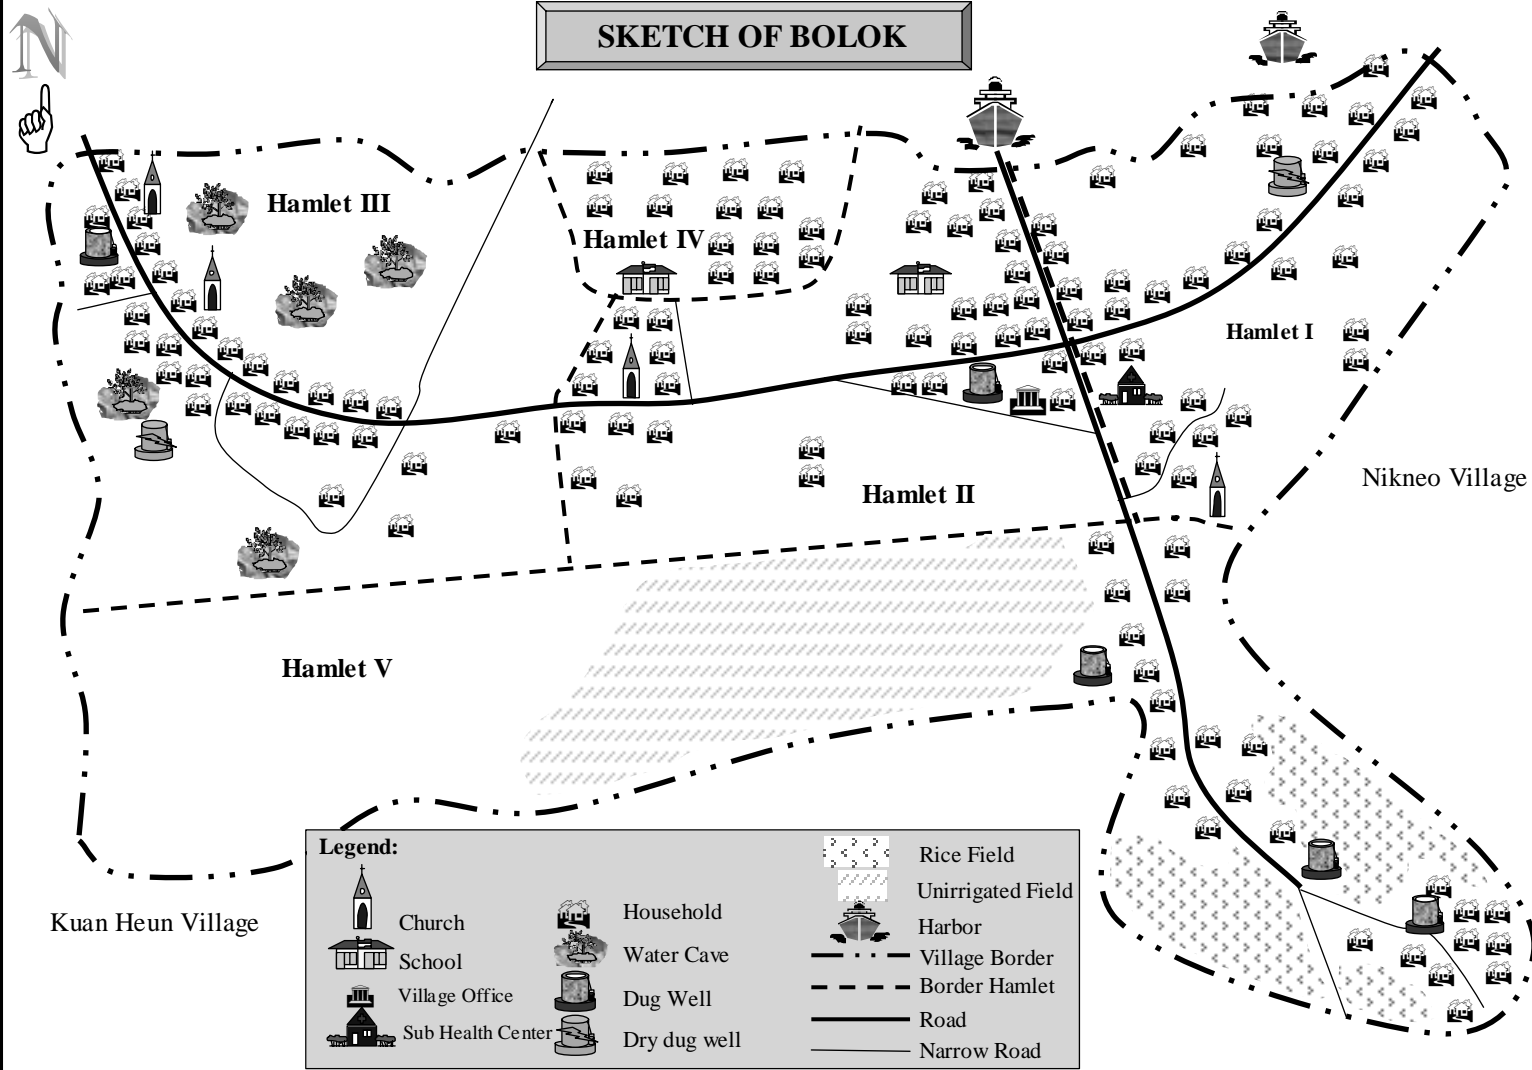 SKETCH OF BOLOK
N
Hamlet III
Hamlet IV
Hamlet I
Nikneo Village
Hamlet II
Hamlet V
Kuan Heun Village
Legend:
Church
School
Village Office
Sub Health Center
Household
Water Cave
Dug Well
Dry dug well
Rice Field
Unirrigated Field
Harbor
Village Border
Border Hamlet
Road
Narrow Road